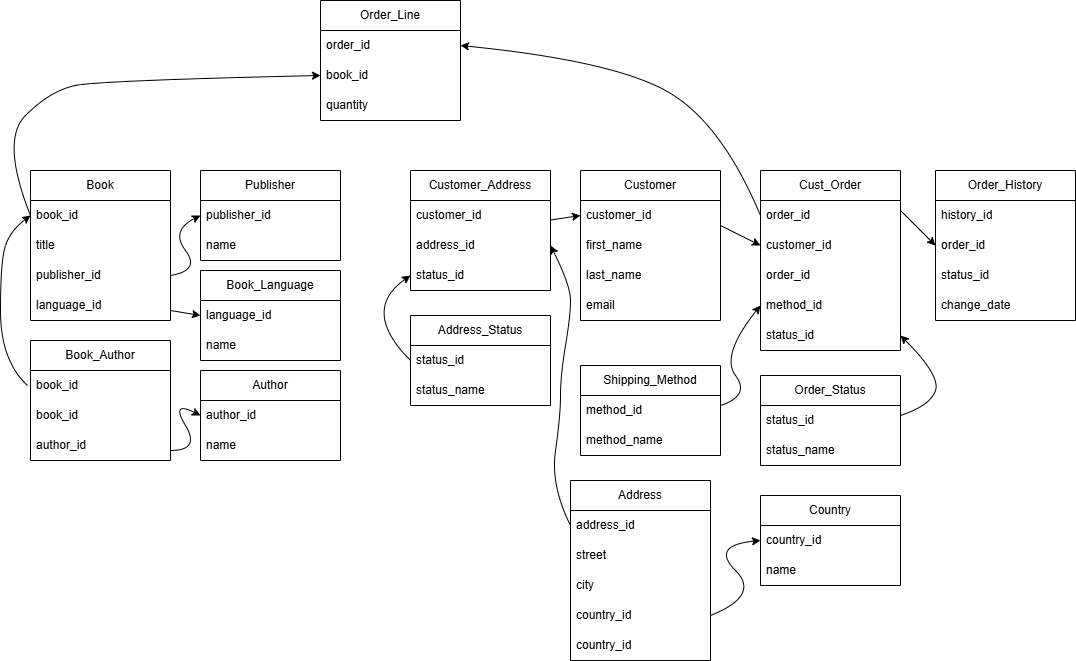 Order_Line
order_id
book_id
quantity
Book
book_id
title
publisher_id
language_id
Publisher
publisher_id
name
Book_Language
language_id
name
Book_Author
book_id
book_id
author_id
Author
author_id
name
Customer_Address
customer_id
address_id
status_id
Address_Status
status_id
status_name
Customer
customer_id
first_name
last_name
email
Shipping_Method
method_id
method_name
Cust_Order
order_id
customer_id
order_id
method_id
status_id
Order_History
history_id
order_id
status_id
change_date
Order_Status
status_id
status_name
Address
address_id
street
city
country_id
country_id
Country
country_id
name